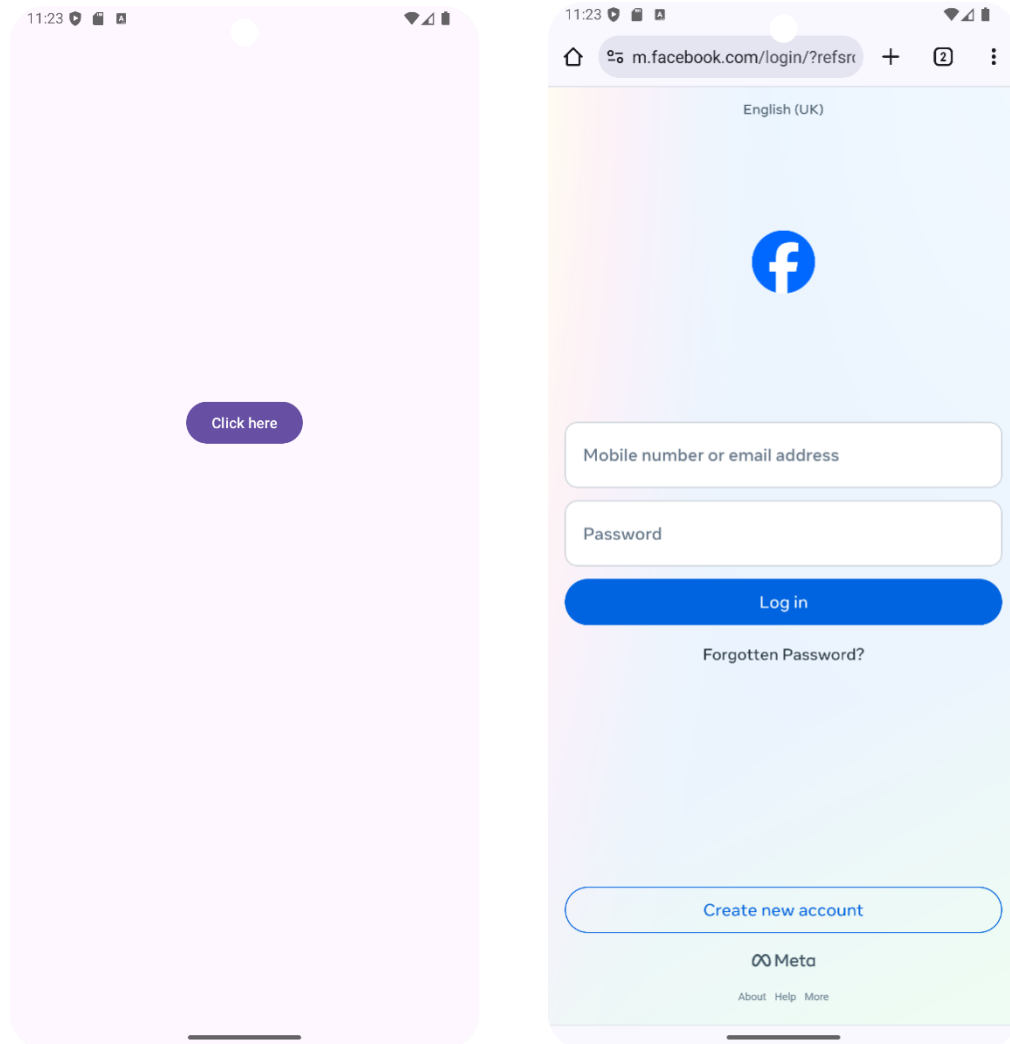 11:23
Click here
11:23
m.facebook.com/login/?refsrc
2
English (UK)
Mobile number or email address
Password
Log in
Forgotten Password?
Create new account
Meta
About Help More